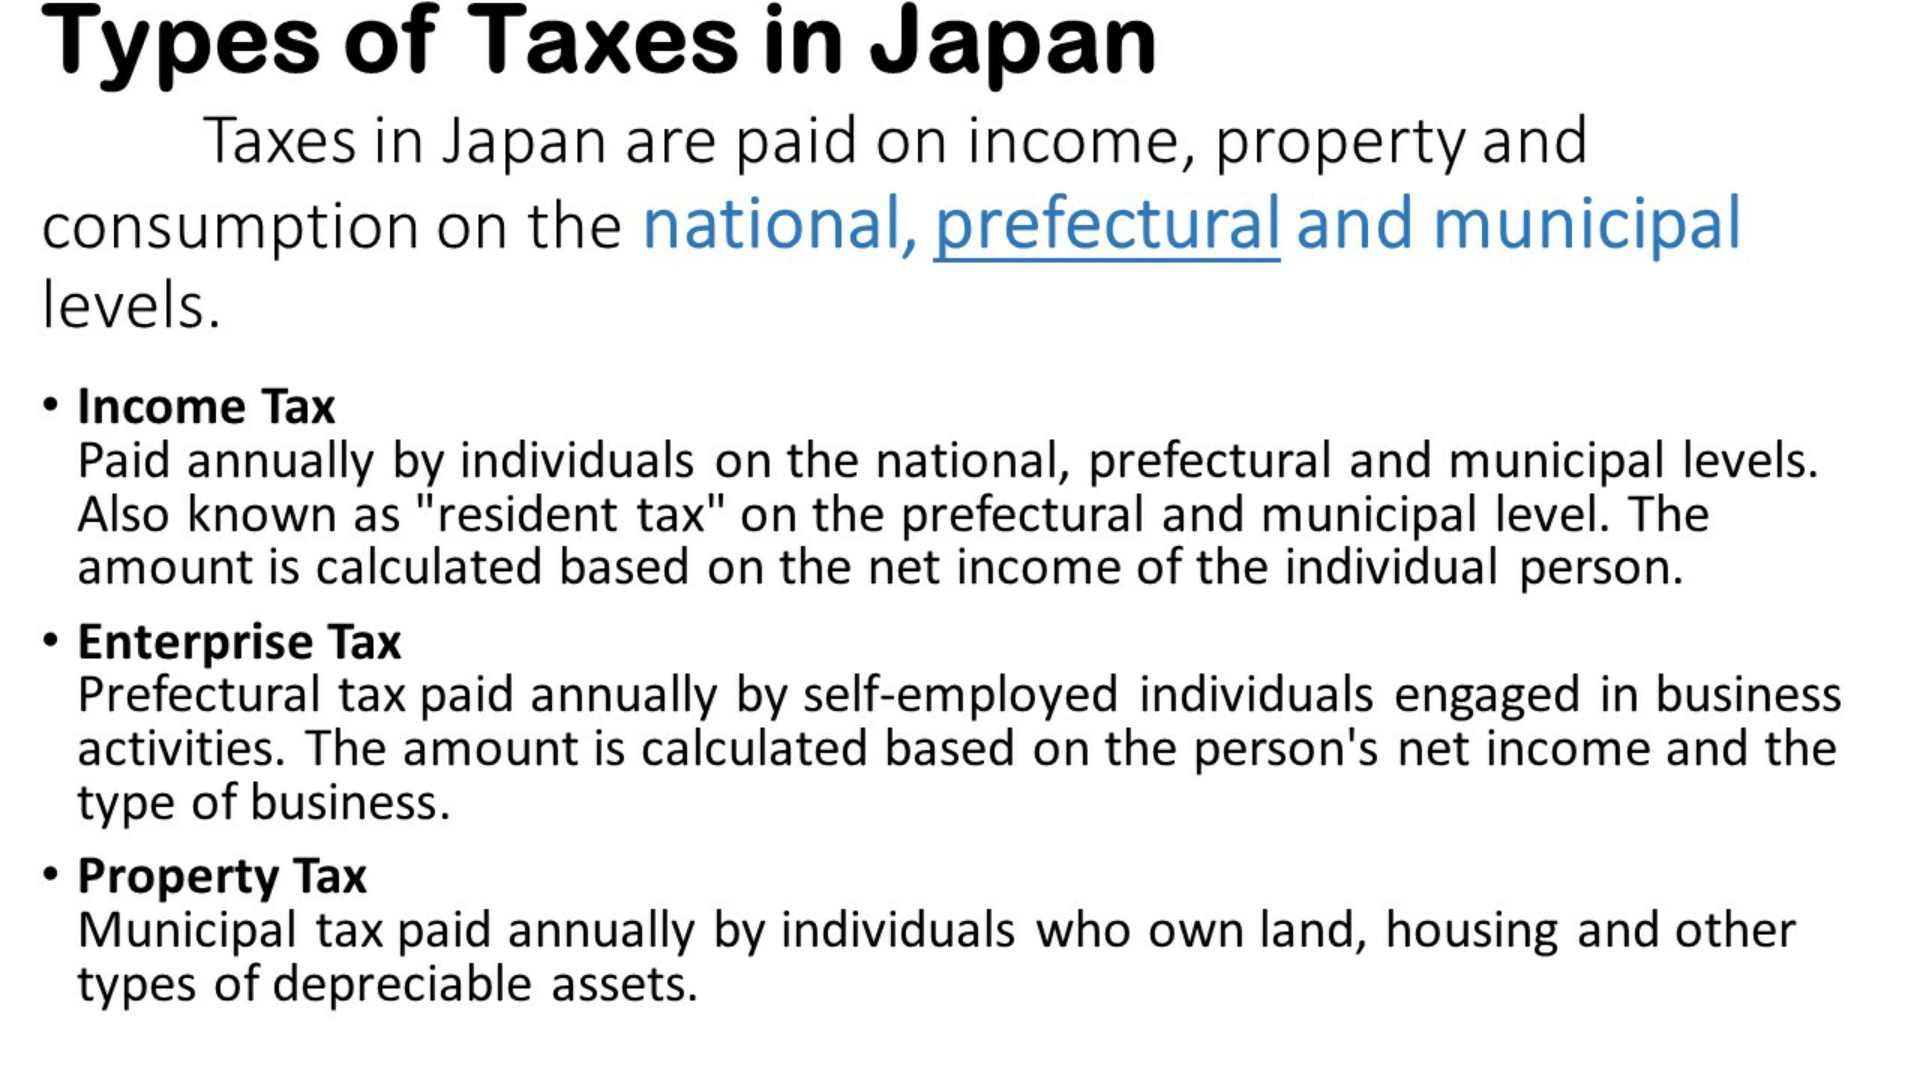 Types of Taxes in Japan
Taxes in Japan are paid on income, property and
consumption on the national, prefectural and municipal
levels.
• Income Tax
Paid annually by individuals on the national, prefectural and municipal levels.
Also known as "resident tax" on the prefectural and municipal level. The
amount is calculated based on the net income of the individual person.
• Enterprise Tax
Prefectural tax paid annually by self-employed individuals engaged in business
activities. The amount is calculated based on the person's net income and the
type of business.
• Property Tax
Municipal tax paid annually by individuals who own land, housing and other
types of depreciable assets.